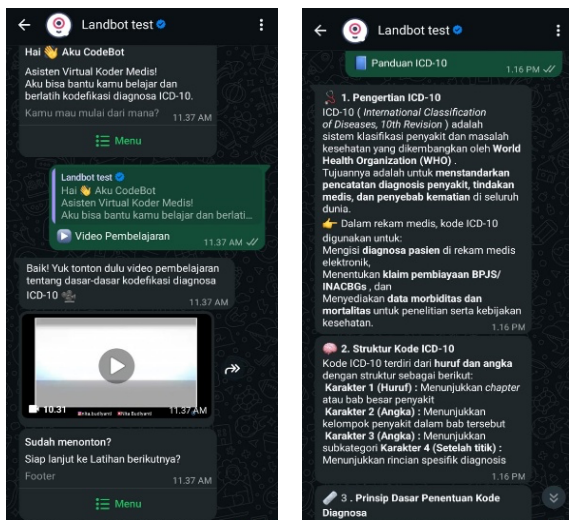 Landbot test
Hai 👋 Aku CodeBot
Asisten Virtual Koder Medis!
Aku bisa bantu kamu belajar dan
berlatih kodefikasi diagnosa ICD-10.
Kamu mau mulai dari mana?
11.37 AM
Menu
Landbot test
Hai 👋 Aku CodeBot
Asisten Virtual Koder Medis!
Aku bisa bantu kamu belajar dan berlati...
▶️ Video Pembelajaran
11.37 AM
Baik! Yuk tonton dulu video pembelajaran
tentang dasar-dasar kodefikasi diagnosa
ICD-10 📽️
11.37 AM
10.31
11.37 AM
Sudah menonton?
Siap lanjut ke Latihan berikutnya?
Footer
11.37 AM
Menu
Landbot test
📘 Panduan ICD-10
1.16 PM
🩺 1. Pengertian ICD-10
ICD-10 ( International Classification
of Diseases, 10th Revision ) adalah
sistem klasifikasi penyakit dan masalah
kesehatan yang dikembangkan oleh World
Health Organization (WHO) .
Tujuannya adalah untuk menstandarkan
pencatatan diagnosis penyakit, tindakan
medis, dan penyebab kematian di seluruh
dunia.
👉 Dalam rekam medis, kode ICD-10
digunakan untuk:
Mengisi diagnosa pasien di rekam medis
elektronik,
Menentukan klaim pembiayaan BPJS/
INACBGs , dan
Menyediakan data morbiditas dan
mortalitas untuk penelitian serta kebijakan
kesehatan.
1.16 PM
🧠 2. Struktur Kode ICD-10
Kode ICD-10 terdiri dari huruf dan angka
dengan struktur sebagai berikut:
Karakter 1 (Huruf) : Menunjukkan chapter
atau bab besar penyakit
Karakter 2 (Angka) : Menunjukkan
kelompok penyakit dalam bab tersebut
Karakter 3 (Angka) : Menunjukkan
subkategori Karakter 4 (Setelah titik) :
Menunjukkan rincian spesifik diagnosis
1.16 PM
3 . Prinsip Dasar Penentuan Kode
Diagnosa